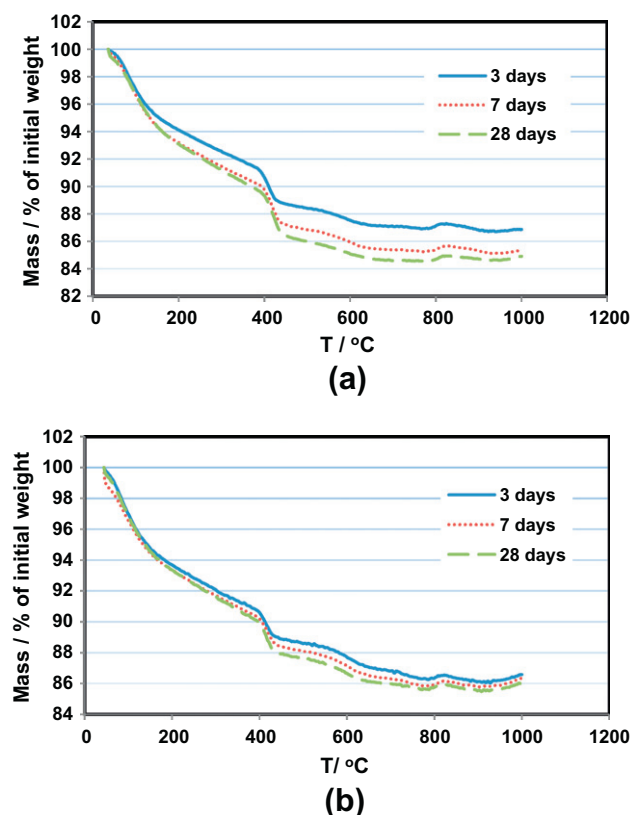 102
100
98
96
94
92
90
88
86
84
82
Mass / % of initial weight
3 days
7 days
28 days
0 200 400 600 800 1000 1200
T / °C
(a)
102
100
98
96
94
92
90
88
86
84
Mass / % of initial weight
3 days
7 days
28 days
0 200 400 600 800 1000 1200
T/ °C
(b)